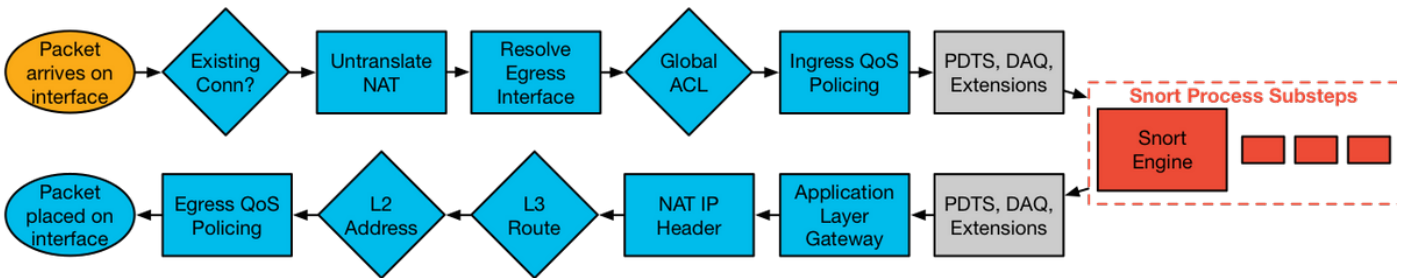 Packet
arrives on
interface
Existing
Conn?
Untranslate
NAT
Resolve
Egress
Interface
Global
ACL
Ingress QoS
Policing
PDTS, DAQ,
Extensions
Snort Process Substeps
Snort
Engine
Packet
placed on
interface
Egress QoS
Policing
L2
Address
L3
Route
NAT IP
Header
Application
Layer
Gateway
PDTS, DAQ,
Extensions